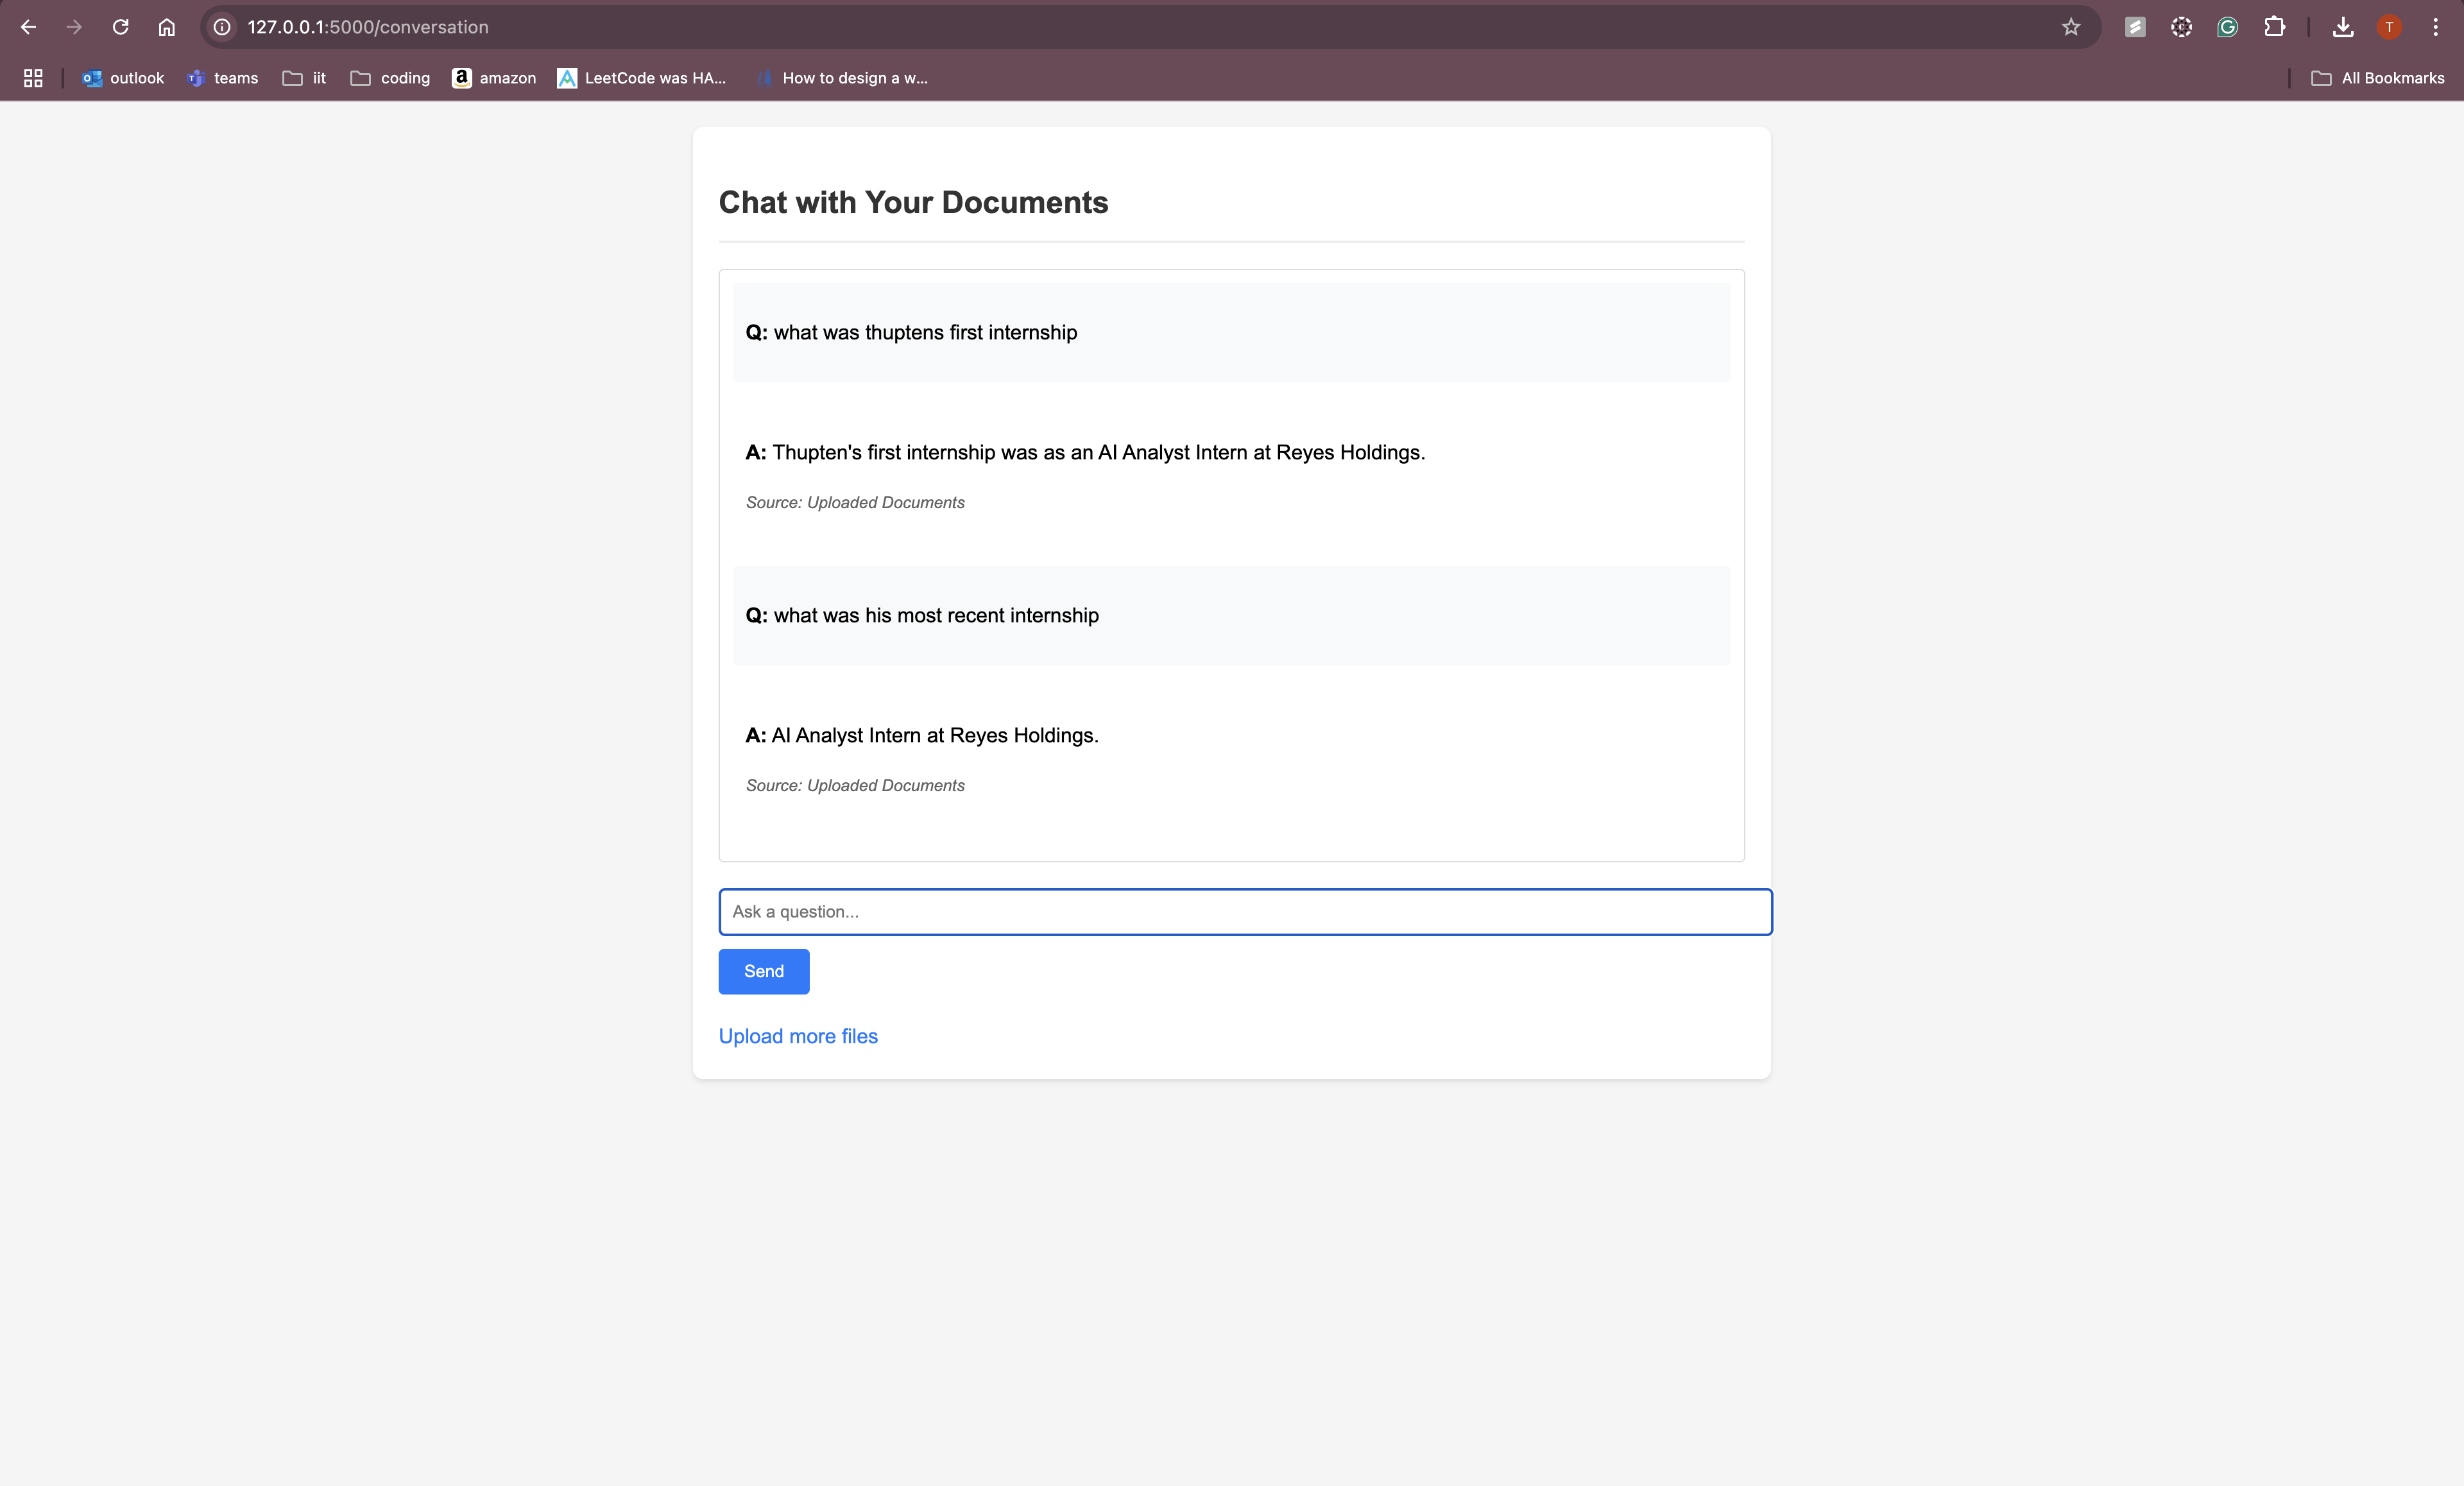 127.0.0.1:5000/conversation
outlook teams iit coding amazon LeetCode was HA... How to design a w... All Bookmarks
Chat with Your Documents
Q: what was thuptens first internship
A: Thupten's first internship was as an AI Analyst Intern at Reyes Holdings.
Source: Uploaded Documents
Q: what was his most recent internship
A: AI Analyst Intern at Reyes Holdings.
Source: Uploaded Documents
Ask a question...
Send
Upload more files